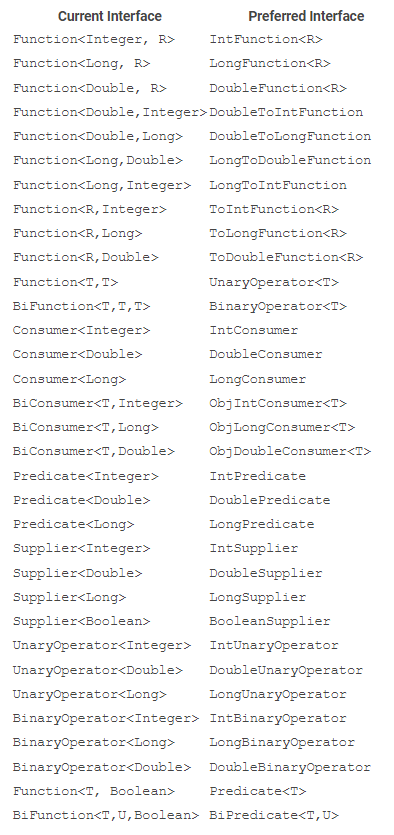 Current Interface Preferred Interface
Function<Integer, R> IntFunction<R>
Function<Long, R> LongFunction<R>
Function<Double, R> DoubleFunction<R>
Function<Double,Integer> DoubleToIntFunction
Function<Double,Long> DoubleToLongFunction
Function<Long,Double> LongToDoubleFunction
Function<Long,Integer> LongToIntFunction
Function<R,Integer> ToIntFunction<R>
Function<R,Long> ToLongFunction<R>
Function<R,Double> ToDoubleFunction<R>
Function<T,T> UnaryOperator<T>
BiFunction<T,T,T> BinaryOperator<T>
Consumer<Integer> IntConsumer
Consumer<Double> DoubleConsumer
Consumer<Long> LongConsumer
BiConsumer<T,Integer> ObjIntConsumer<T>
BiConsumer<T,Long> ObjLongConsumer<T>
BiConsumer<T,Double> ObjDoubleConsumer<T>
Predicate<Integer> IntPredicate
Predicate<Double> DoublePredicate
Predicate<Long> LongPredicate
Supplier<Integer> IntSupplier
Supplier<Double> DoubleSupplier
Supplier<Long> LongSupplier
Supplier<Boolean> BooleanSupplier
UnaryOperator<Integer> IntUnaryOperator
UnaryOperator<Double> DoubleUnaryOperator
UnaryOperator<Long> LongUnaryOperator
BinaryOperator<Integer> IntBinaryOperator
BinaryOperator<Long> LongBinaryOperator
BinaryOperator<Double> DoubleBinaryOperator
Function<T, Boolean> Predicate<T>
BiFunction<T,U,Boolean> BiPredicate<T,U>